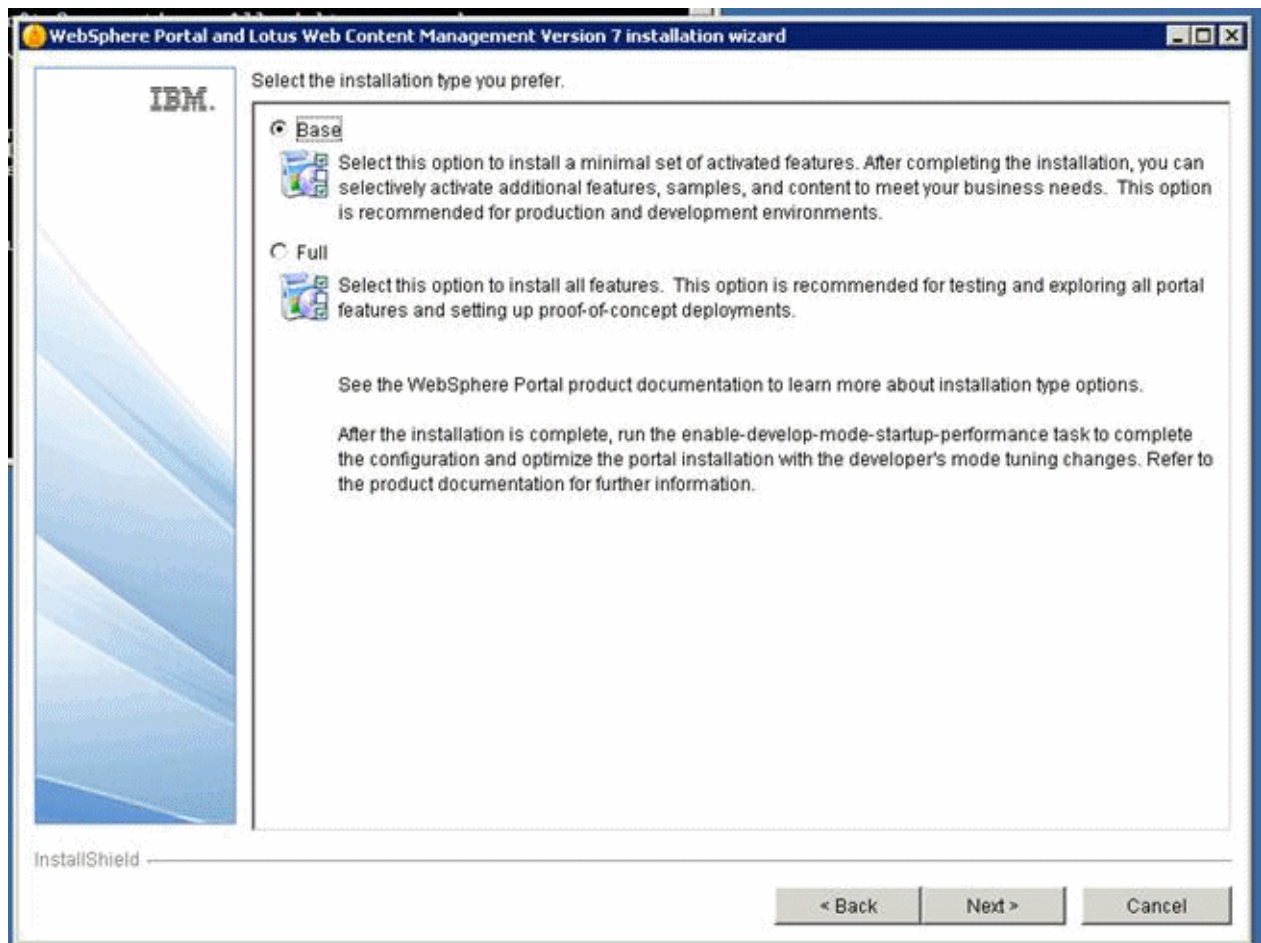 WebSphere Portal and Lotus Web Content Management Version 7 installation wizard
IBM.
Select the installation type you prefer.
Base
Select this option to install a minimal set of activated features. After completing the installation, you can
selectively activate additional features, samples, and content to meet your business needs. This option
is recommended for production and development environments.
Full
Select this option to install all features. This option is recommended for testing and exploring all portal
features and setting up proof-of-concept deployments.
See the WebSphere Portal product documentation to learn more about installation type options.
After the installation is complete, run the enable-develop-mode-startup-performance task to complete
the configuration and optimize the portal installation with the developer's mode tuning changes. Refer to
the product documentation for further information.
InstallShield
< Back
Next >
Cancel